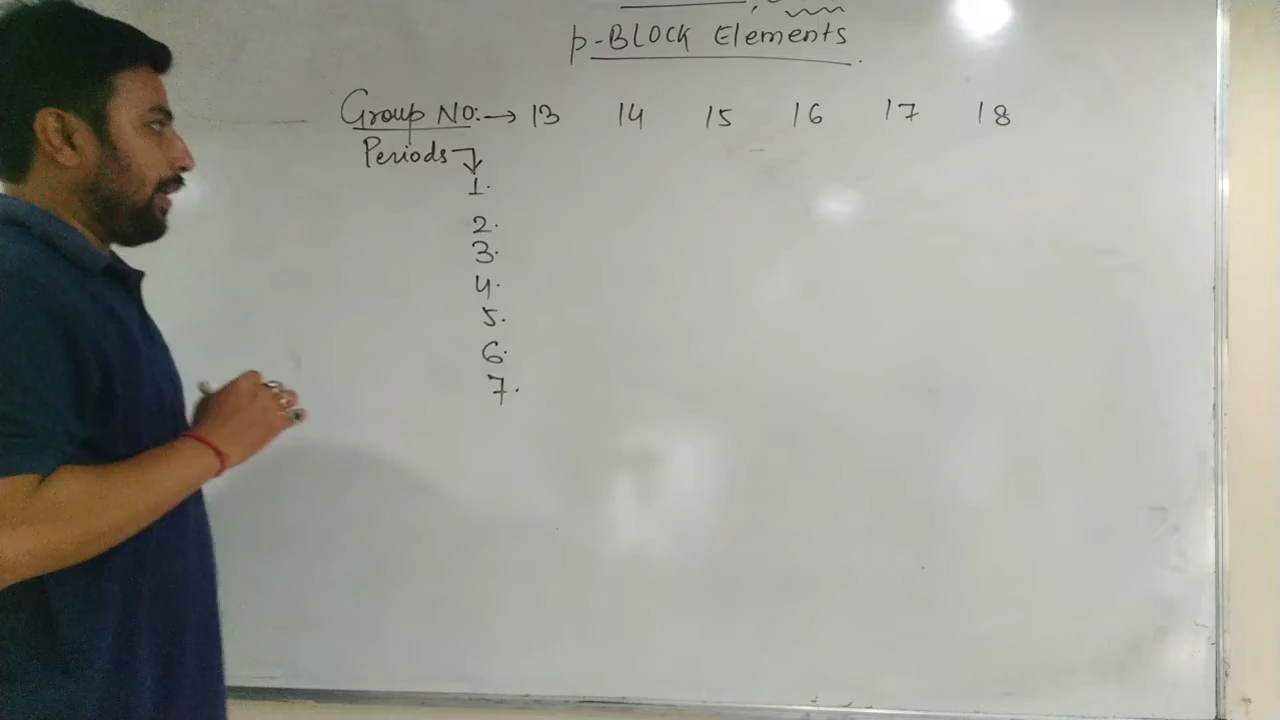 p-BLOCK Elements
Group No:→ 13 14 15 16 17 18
Periods
1.
2.
3.
4.
5.
6.
7.